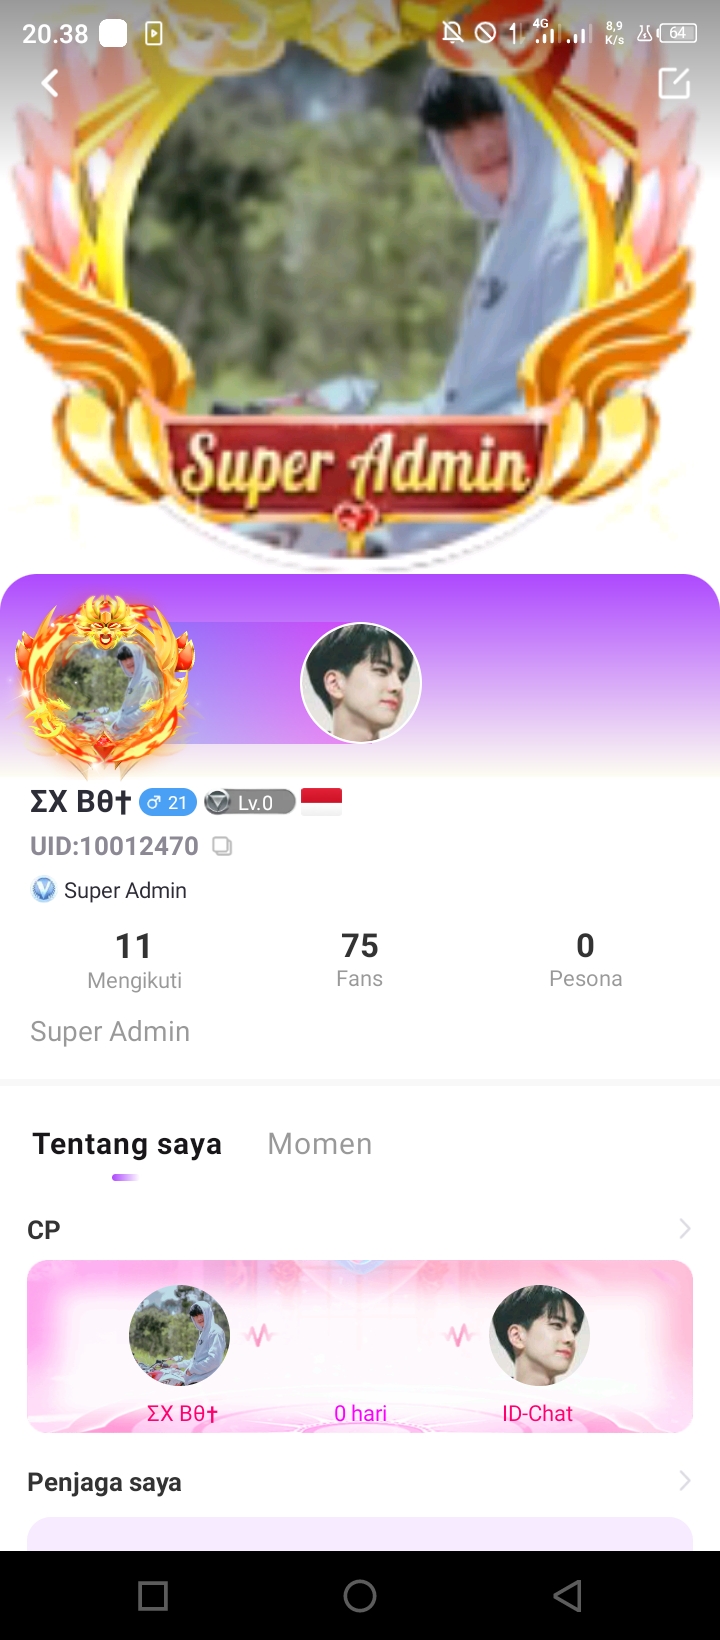 20.38
4G
8,9
K/s
64
Super Admin
ΣX Bθ†
♂ 21
Lv.0
UID:10012470
Super Admin
11
75
0
Mengikuti
Fans
Pesona
Super Admin
Tentang saya
Momen
CP
ΣX Bθ†
0 hari
ID-Chat
Penjaga saya